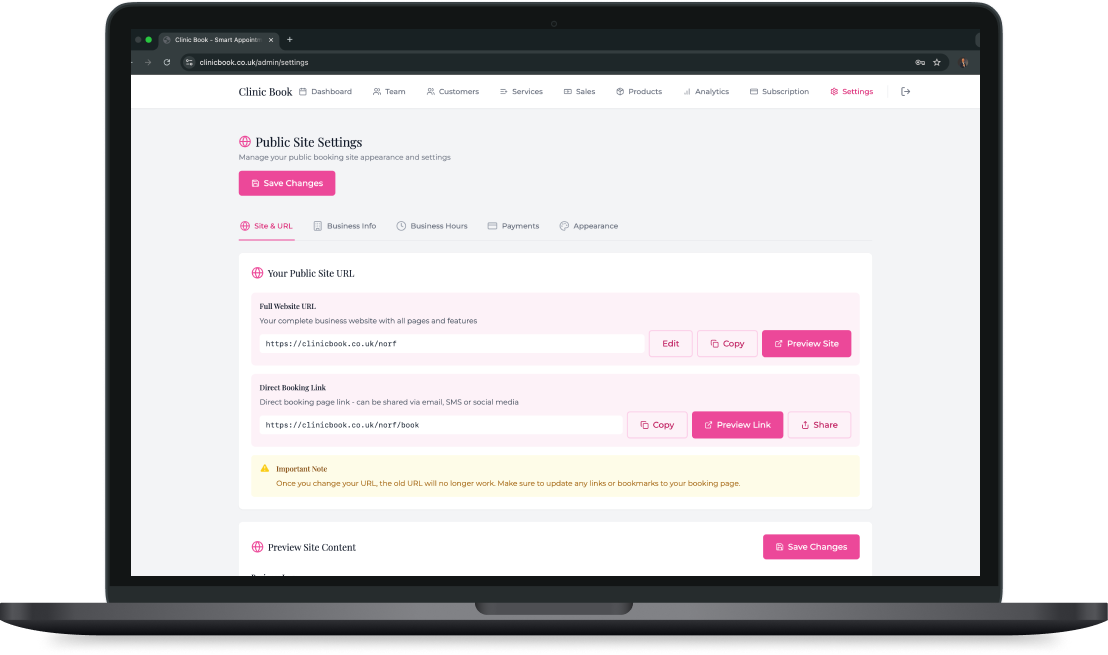 Clinic Book – Smart Appointm
clinicbook.co.uk/admin/settings
Clinic Book Dashboard Team Customers Services Sales Products Analytics Subscription Settings
Public Site Settings
Manage your public booking site appearance and settings
Save Changes
Site & URL Business Info Business Hours Payments Appearance
Your Public Site URL
Full Website URL
Your complete business website with all pages and features
https://clinicbook.co.uk/norf Edit Copy Preview Site
Direct Booking Link
Direct booking page link - can be shared via email, SMS or social media
https://clinicbook.co.uk/norf/book Copy Preview Link Share
Important Note
Once you change your URL, the old URL will no longer work. Make sure to update any links or bookmarks to your booking page.
Preview Site Content Save Changes